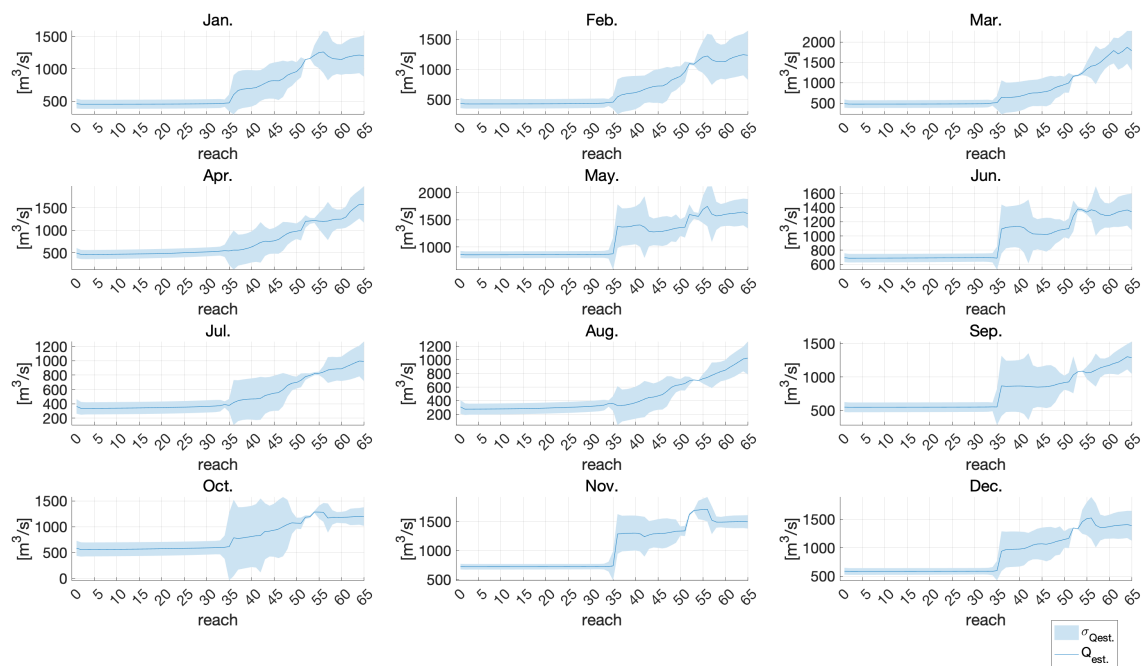 Jan.
[m³/s]
1500
1000
500
0 5 10 15 20 25 30 35 40 45 50 55 60 65
reach
Feb.
[m³/s]
1500
1000
500
0 5 10 15 20 25 30 35 40 45 50 55 60 65
reach
Mar.
[m³/s]
2000
1500
1000
500
0 5 10 15 20 25 30 35 40 45 50 55 60 65
reach
Apr.
[m³/s]
1500
1000
500
0 5 10 15 20 25 30 35 40 45 50 55 60 65
reach
May.
[m³/s]
2000
1500
1000
0 5 10 15 20 25 30 35 40 45 50 55 60 65
reach
Jun.
[m³/s]
1600
1400
1200
1000
800
600
0 5 10 15 20 25 30 35 40 45 50 55 60 65
reach
Jul.
[m³/s]
1200
1000
800
600
400
200
0 5 10 15 20 25 30 35 40 45 50 55 60 65
reach
Aug.
[m³/s]
1200
1000
800
600
400
200
0 5 10 15 20 25 30 35 40 45 50 55 60 65
reach
Sep.
[m³/s]
1500
1000
500
0 5 10 15 20 25 30 35 40 45 50 55 60 65
reach
Oct.
[m³/s]
1500
1000
500
0
0 5 10 15 20 25 30 35 40 45 50 55 60 65
reach
Nov.
[m³/s]
1500
1000
500
0 5 10 15 20 25 30 35 40 45 50 55 60 65
reach
Dec.
[m³/s]
1500
1000
500
0 5 10 15 20 25 30 35 40 45 50 55 60 65
reach
σQest.
Qest.